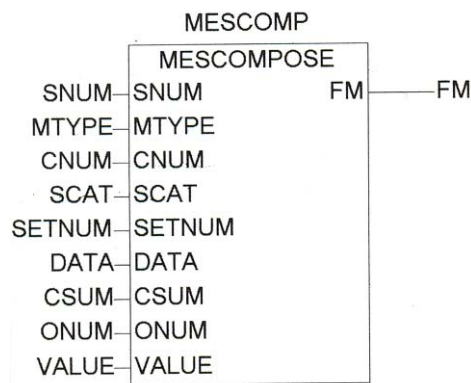 MESCOMP
MESCOMPOSE
SNUM SNUM FM FM
MTYPE MTYPE
CNUM CNUM
SCAT SCAT
SETNUM SETNUM
DATA DATA
CSUM CSUM
ONUM ONUM
VALUE VALUE